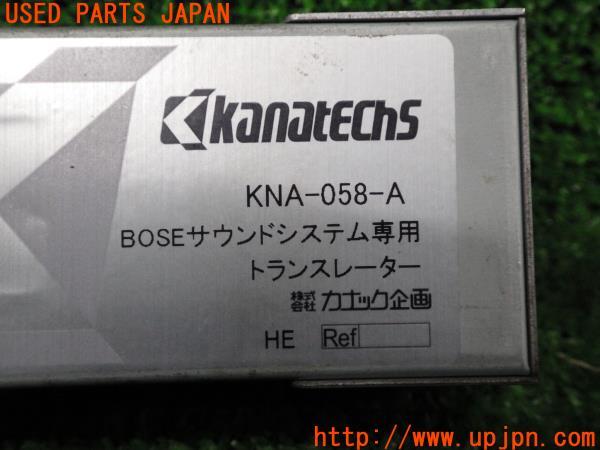 USED PARTS JAPAN
Kanatechs
KNA-058-A
BOSEサウンドシステム専用
トランスレーター
株式会社 カナック企画
HE Ref
http://www.upjpn.com/